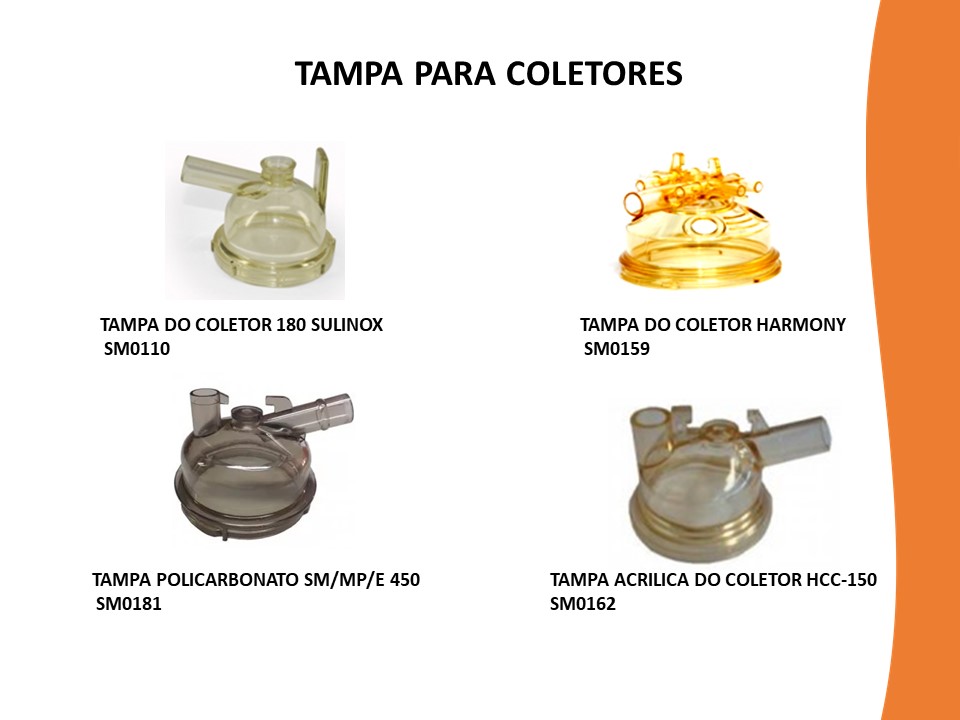 TAMPA PARA COLETORES
TAMPA DO COLETOR 180 SULINOX
SM0110
TAMPA DO COLETOR HARMONY
SM0159
TAMPA POLICARBONATO SM/MP/E 450
SM0181
TAMPA ACRILICA DO COLETOR HCC-150
SM0162